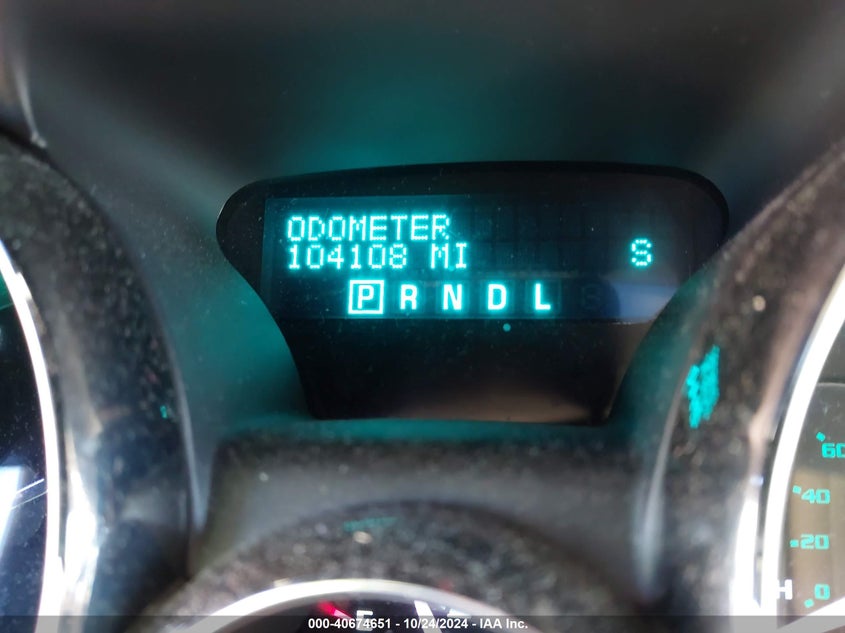 ODOMETER
104108 MI S
P R N D L
60
40
20
H 0
E
000-40674651 - 10/24/2024 - IAA Inc.